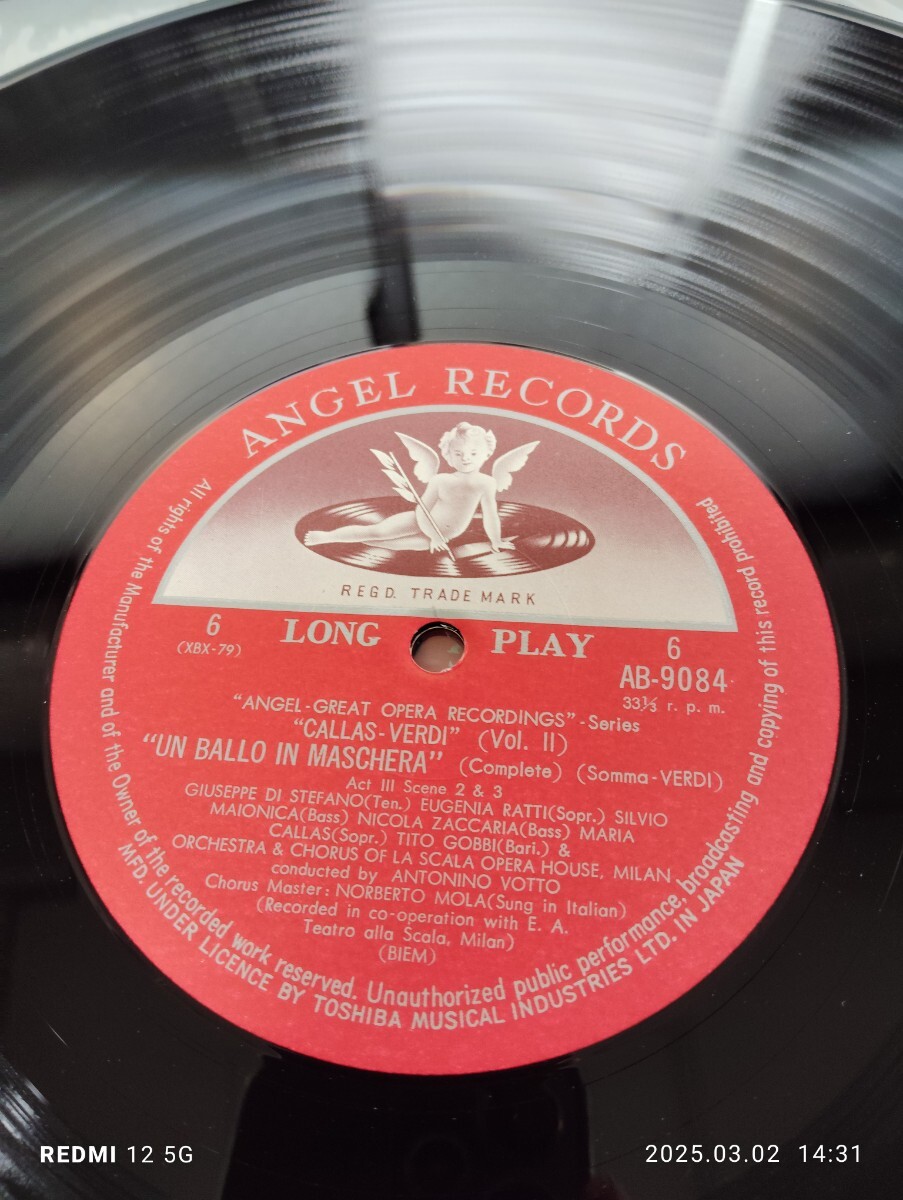 ANGEL RECORDS
REGD. TRADE MARK
6
(XBX-79)
LONG PLAY
6
AB-9084
33⅓ r. p. m.
"ANGEL-GREAT OPERA RECORDINGS"-Series
"CALLAS-VERDI" (Vol. II)
"UN BALLO IN MASCHERA" (Complete) (Somma-VERDI)
Act III Scene 2 & 3
GIUSEPPE DI STEFANO(Ten.) EUGENIA RATTI(Sopr.) SILVIO
MAIONICA(Bass) NICOLA ZACCARIA(Bass) MARIA
CALLAS(Sopr.) TITO GOBBI(Bari.) &
ORCHESTRA & CHORUS OF LA SCALA OPERA HOUSE, MILAN
conducted by ANTONINO VOTTO
Chorus Master: NORBERTO MOLA(Sung in Italian)
(Recorded in co-operation with E. A.
Teatro alla Scala, Milan)
(BIEM)
All rights of the Manufacturer and of the Owner of the recorded work reserved. Unauthorized public performance, broadcasting and copying of this record prohibited
MFD. UNDER LICENCE BY TOSHIBA MUSICAL INDUSTRIES LTD. IN JAPAN
REDMI 12 5G
2025.03.02 14:31